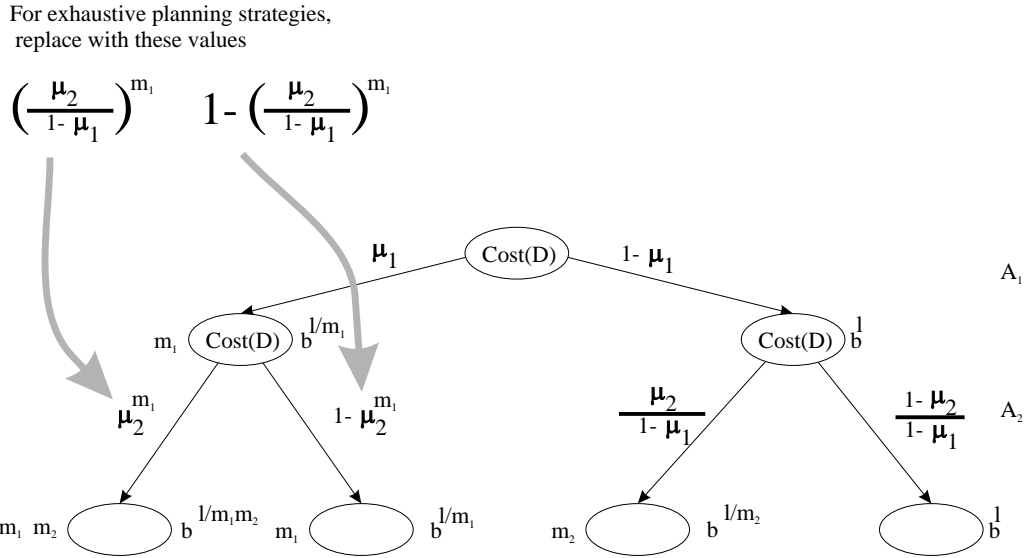 For exhaustive planning strategies,
replace with these values
(μ₂ / 1- μ₁)^m₁ 1- (μ₂ / 1- μ₁)^m₁
μ₁ Cost(D) 1- μ₁
A₁
m₁ Cost(D) b^l/m₁ Cost(D) b^l
μ₂^m₁ 1- μ₂^m₁ μ₂ / 1- μ₁ 1- μ₂ / 1- μ₁ A₂
m₁ m₂ b^l/m₁m₂ m₁ b^l/m₁ m₂ b^l/m₂ b^l